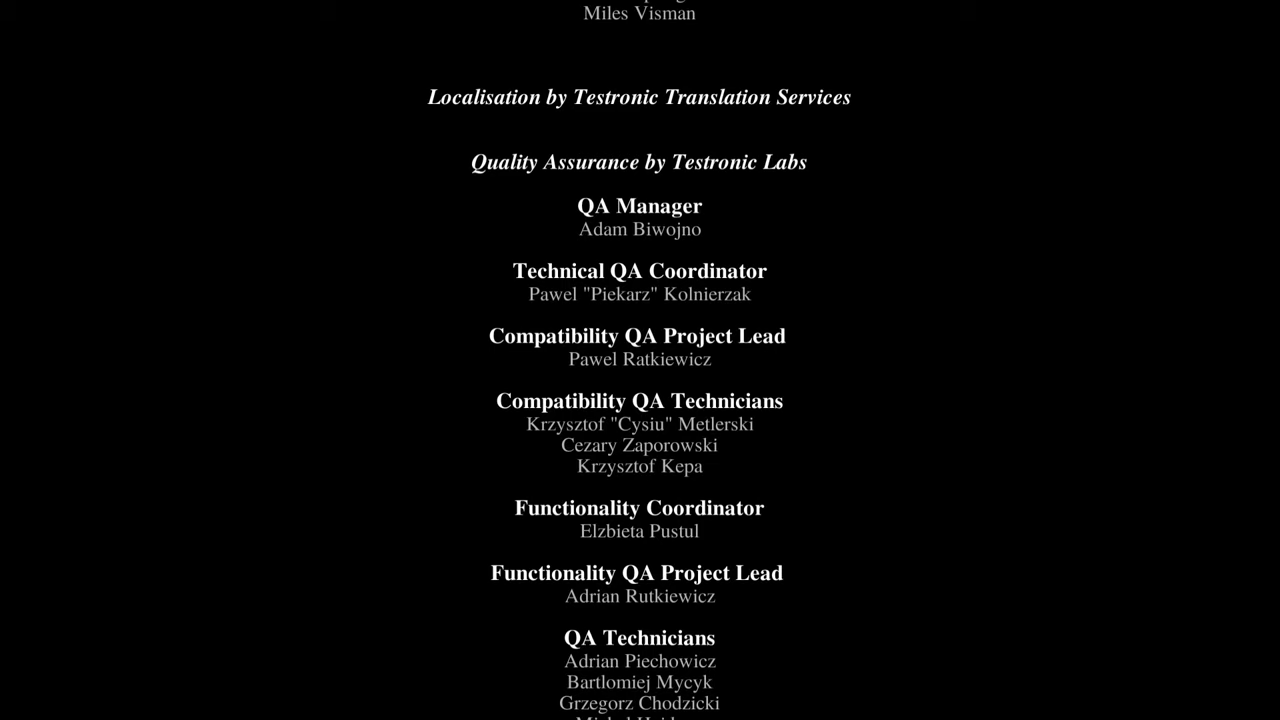 Miles Visman
Localisation by Testronic Translation Services
Quality Assurance by Testronic Labs
QA Manager
Adam Biwojno
Technical QA Coordinator
Pawel "Piekarz" Kolnierzak
Compatibility QA Project Lead
Pawel Ratkiewicz
Compatibility QA Technicians
Krzysztof "Cysiu" Metlerski
Cezary Zaporowski
Krzysztof Kepa
Functionality Coordinator
Elzbieta Pustul
Functionality QA Project Lead
Adrian Rutkiewicz
QA Technicians
Adrian Piechowicz
Bartlomiej Mycyk
Grzegorz Chodzicki